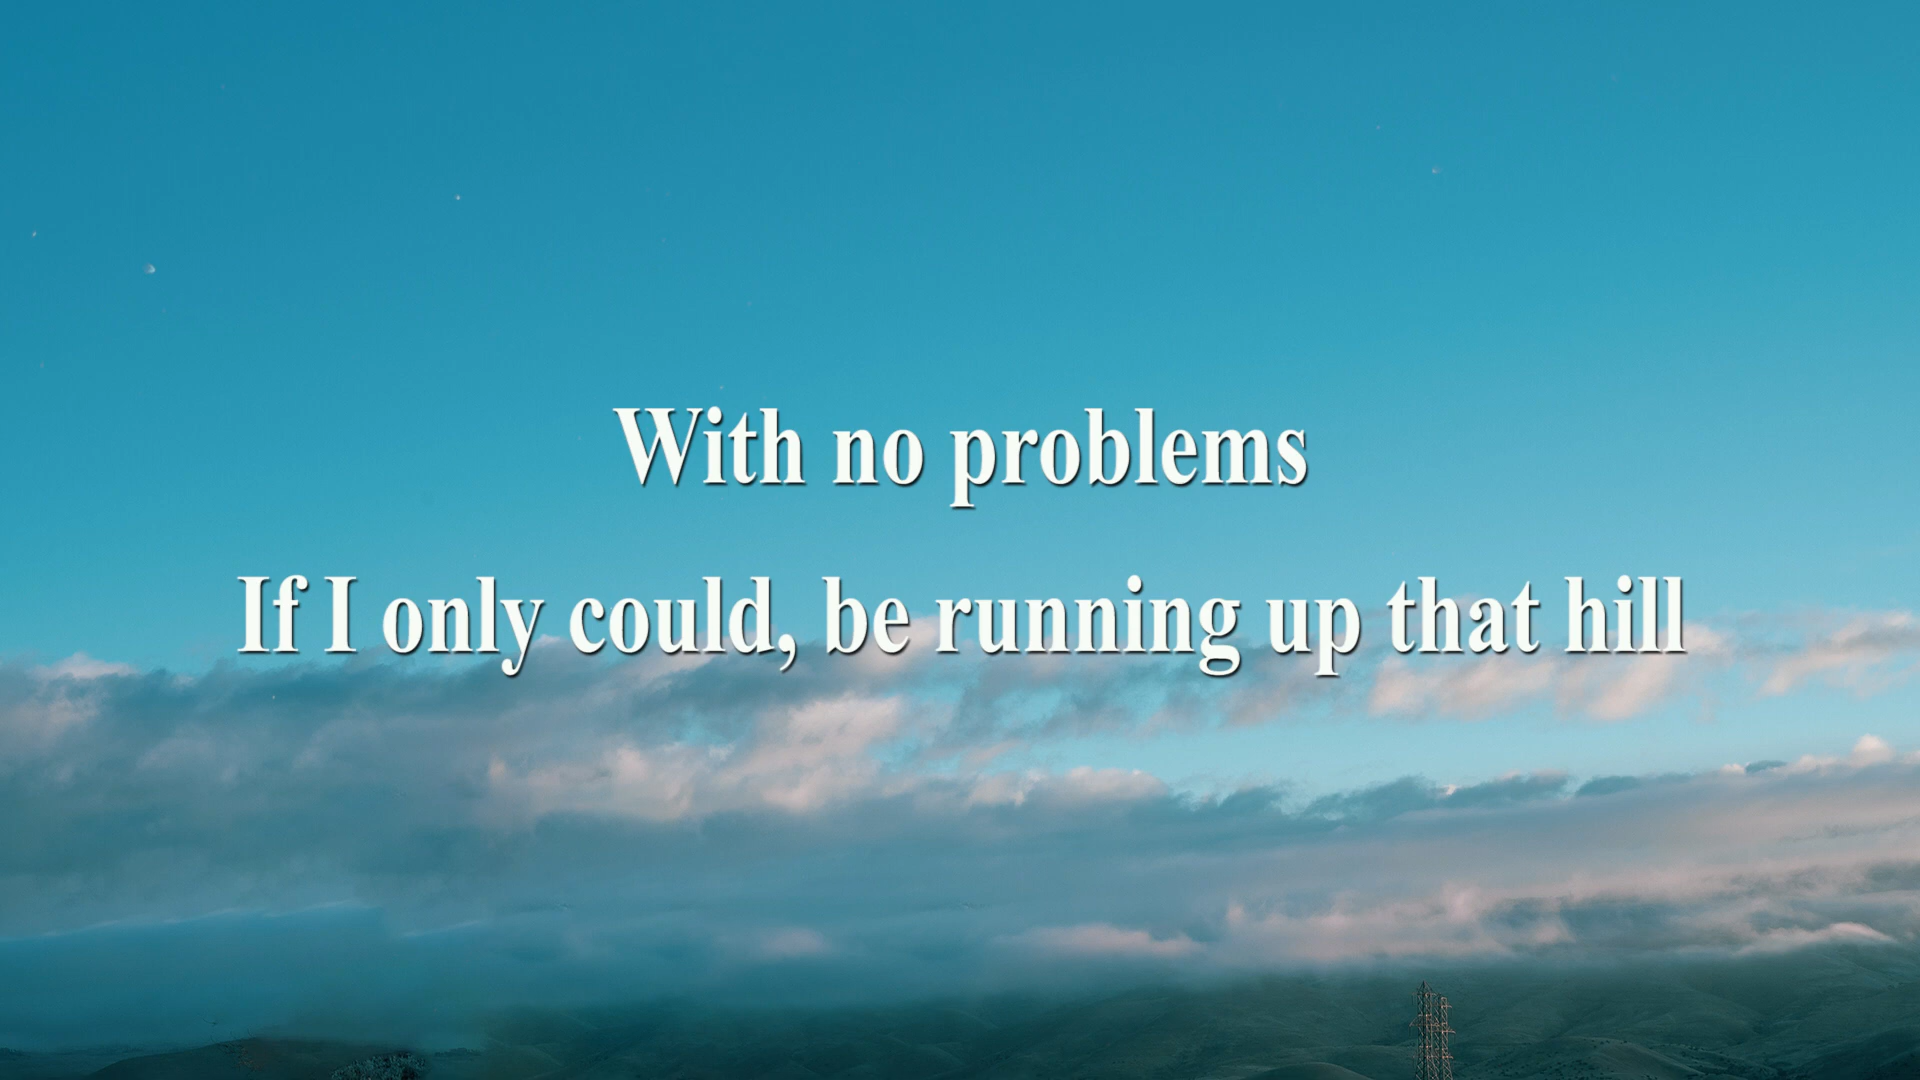 With no problems
If I only could, be running up that hill